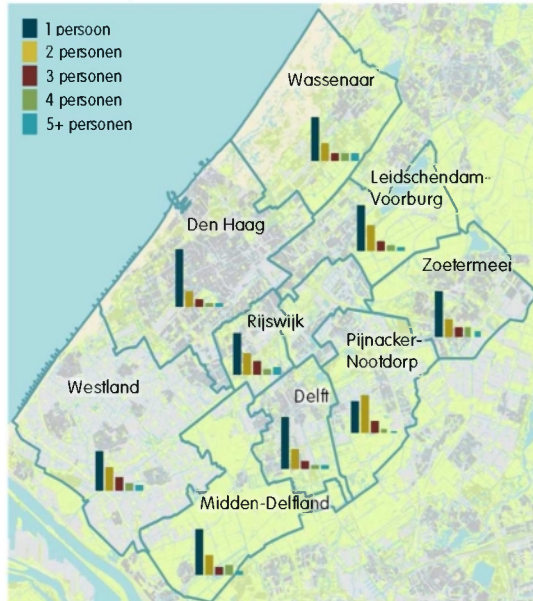 1 persoon
2 personen
3 personen
4 personen
5+ personen
Wassenaar
Leidschendam-
Voorburg
Den Haag
Zoetermeei
Rijswijk
Pijnacker-
Nootdorp
Westland
Delft
Midden-Delfland